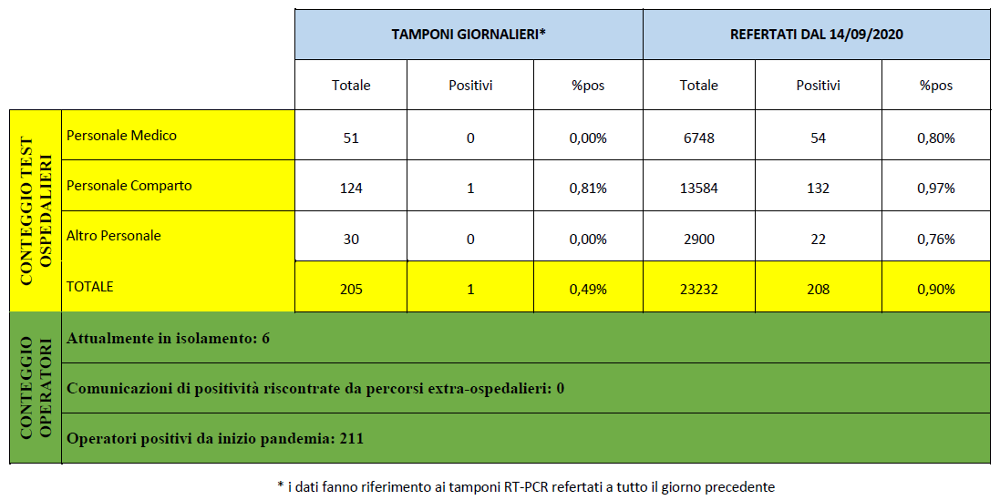 TAMPONI GIORNALIERI* REFERTATI DAL 14/09/2020
Totale Positivi %pos Totale Positivi %pos
CONTEGGIO TEST
OSPEDALIERI
Personale Medico 51 0 0,00% 6748 54 0,80%
Personale Comparto 124 1 0,81% 13584 132 0,97%
Altro Personale 30 0 0,00% 2900 22 0,76%
TOTALE 205 1 0,49% 23232 208 0,90%
CONTEGGIO
OPERATORI
Attualmente in isolamento: 6
Comunicazioni di positività riscontrate da percorsi extra-ospedalieri: 0
Operatori positivi da inizio pandemia: 211
* i dati fanno riferimento ai tamponi RT-PCR refertati a tutto il giorno precedente